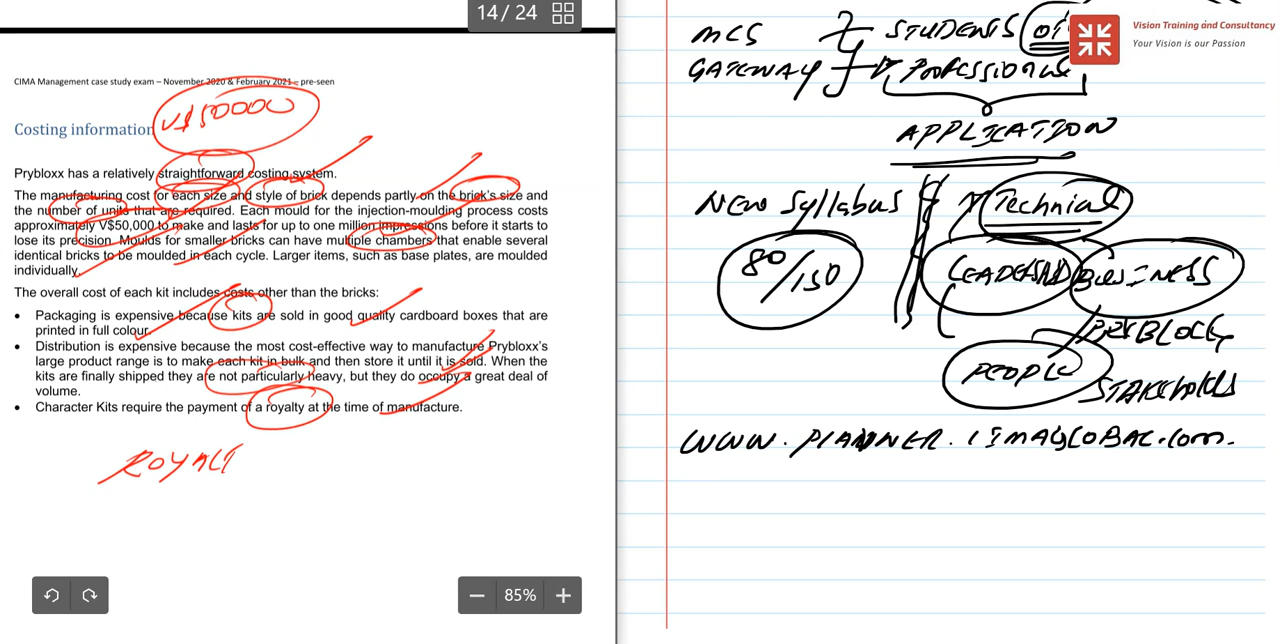 14 / 24
CIMA Management case study exam – November 2020 & February 2021 – pre-seen
V$50000
Costing information
Prybloxx has a relatively straightforward costing system.
The manufacturing cost for each size and style of brick depends partly on the brick's size and
the number of units that are required. Each mould for the injection-moulding process costs
approximately V$50,000 to make and lasts for up to one million impressions before it starts to
lose its precision. Moulds for smaller bricks can have multiple chambers that enable several
identical bricks to be moulded in each cycle. Larger items, such as base plates, are moulded
individually.
The overall cost of each kit includes costs other than the bricks:
• Packaging is expensive because kits are sold in good quality cardboard boxes that are
printed in full colour.
• Distribution is expensive because the most cost-effective way to manufacture Prybloxx's
large product range is to make each kit in bulk and then store it until it is sold. When the
kits are finally shipped they are not particularly heavy, but they do occupy a great deal of
volume.
• Character Kits require the payment of a royalty at the time of manufacture.
ROYALT
85%
MCS
STUDENTS OF
GATEWAY
PROFESSIONALS
APPLICATION
New Syllabus
Technical
80/150
LEADERSHIP
BUSINESS
PEOPLE
STAKEHOLDERS
WWW.PLANNER.CIMAGLOBAL.COM.
Vision Training and Consultancy
Your Vision is our Passion